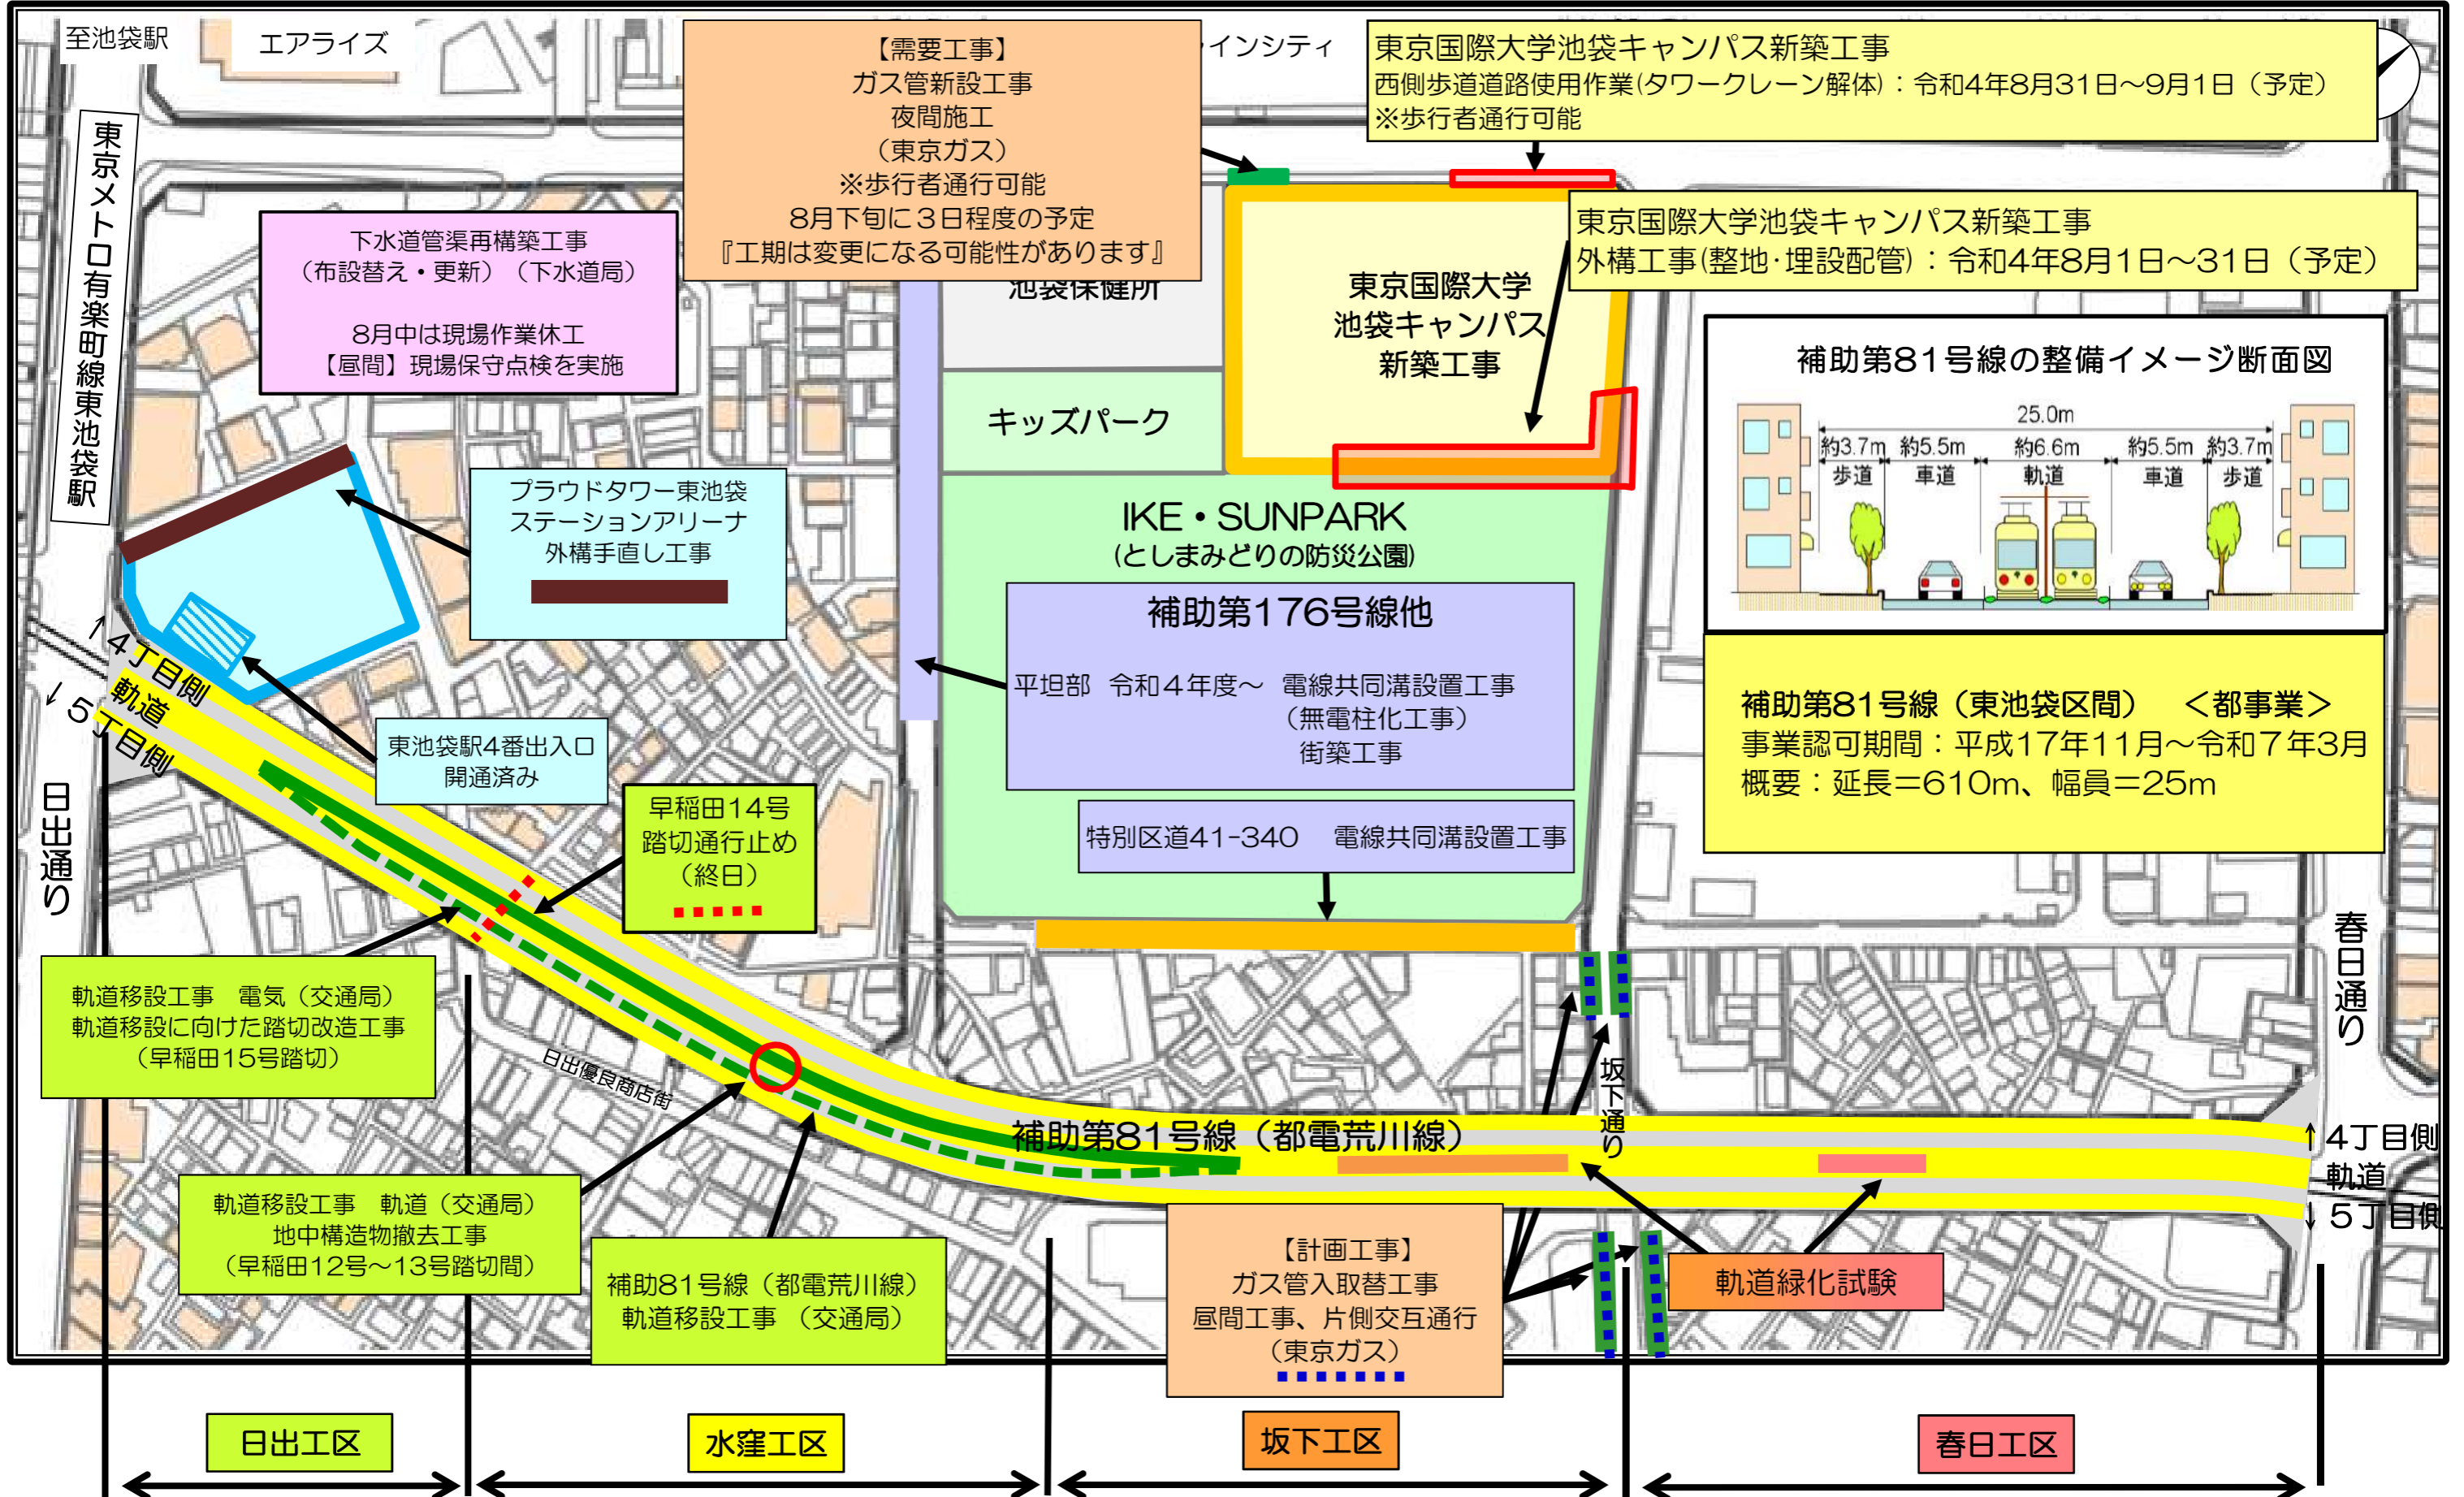 至池袋駅
エアライズ
【需要工事】
ガス管新設工事
夜間施工
（東京ガス）
※歩行者通行可能
8月下旬に3日程度の予定
『工期は変更になる可能性があります』
インシティ
東京国際大学池袋キャンパス新築工事
西側歩道道路使用作業(タワークレーン解体)：令和4年8月31日～9月1日（予定）
※歩行者通行可能
東京国際大学池袋キャンパス新築工事
外構工事(整地･埋設配管)：令和4年8月1日～31日（予定）
東京メトロ有楽町線東池袋駅
下水道管渠再構築工事
（布設替え・更新）（下水道局）
8月中は現場作業休工
【昼間】現場保守点検を実施
池袋保健所
東京国際大学
池袋キャンパス
新築工事
キッズパーク
補助第81号線の整備イメージ断面図
25.0m
約3.7m 約5.5m 約6.6m 約5.5m 約3.7m
歩道 車道 軌道 車道 歩道
プラウドタワー東池袋
ステーションアリーナ
外構手直し工事
IKE・SUNPARK
(としまみどりの防災公園)
補助第176号線他
平坦部 令和４年度～ 電線共同溝設置工事
（無電柱化工事）
街築工事
特別区道41-340 電線共同溝設置工事
補助第81号線（東池袋区間） ＜都事業＞
事業認可期間：平成17年11月～令和7年3月
概要：延長＝610m、幅員＝25m
↑4丁目側
軌道
↓5丁目側
東池袋駅4番出入口
開通済み
日出通り
早稲田14号
踏切通行止め
（終日）
春日通り
軌道移設工事 電気（交通局）
軌道移設に向けた踏切改造工事
（早稲田15号踏切）
日出優良商店街
坂下通り
補助第81号線（都電荒川線）
↑4丁目側
軌道
↓5丁目側
軌道移設工事 軌道（交通局）
地中構造物撤去工事
（早稲田12号～13号踏切間）
補助81号線（都電荒川線）
軌道移設工事 （交通局）
【計画工事】
ガス管入取替工事
昼間工事、片側交互通行
（東京ガス）
軌道緑化試験
日出工区
水窪工区
坂下工区
春日工区